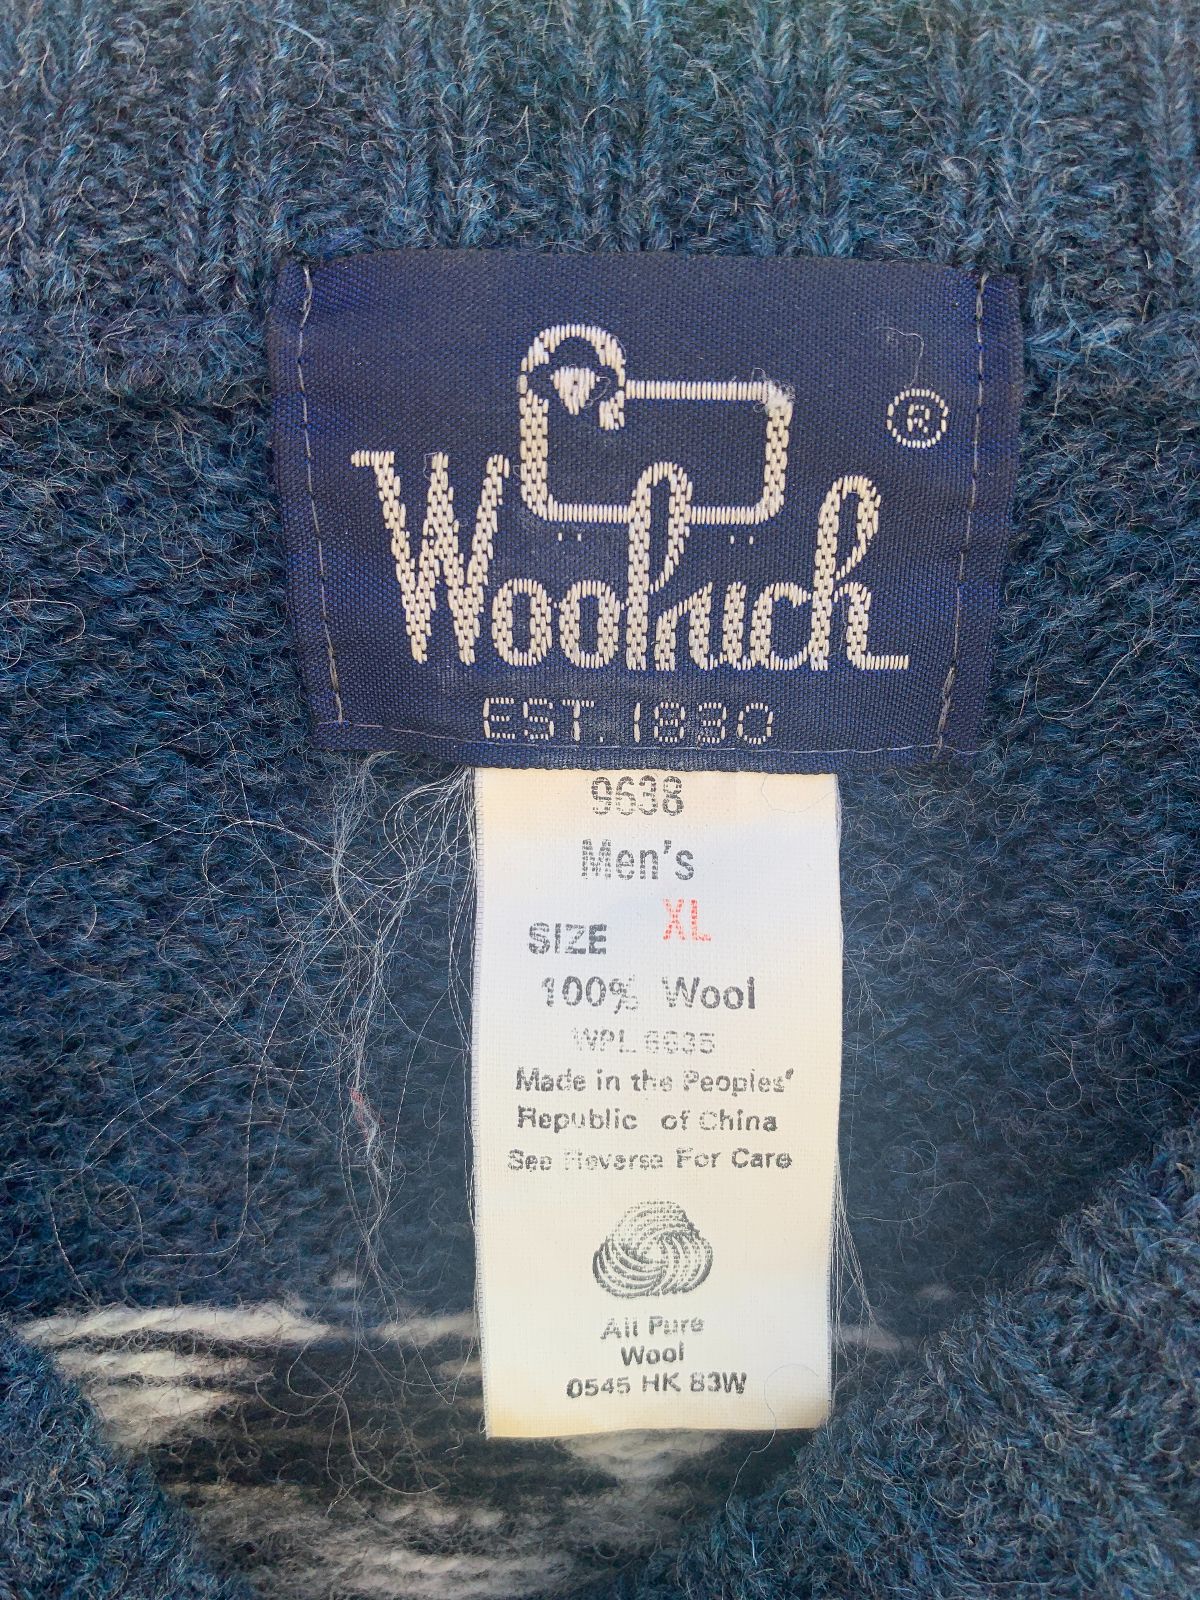 Woolrich ®
EST. 1830
9638
Men's
SIZE XL
100% Wool
WPL 6635
Made in the Peoples'
Republic of China
See Reverse For Care
All Pure
Wool
0545 HK 83W